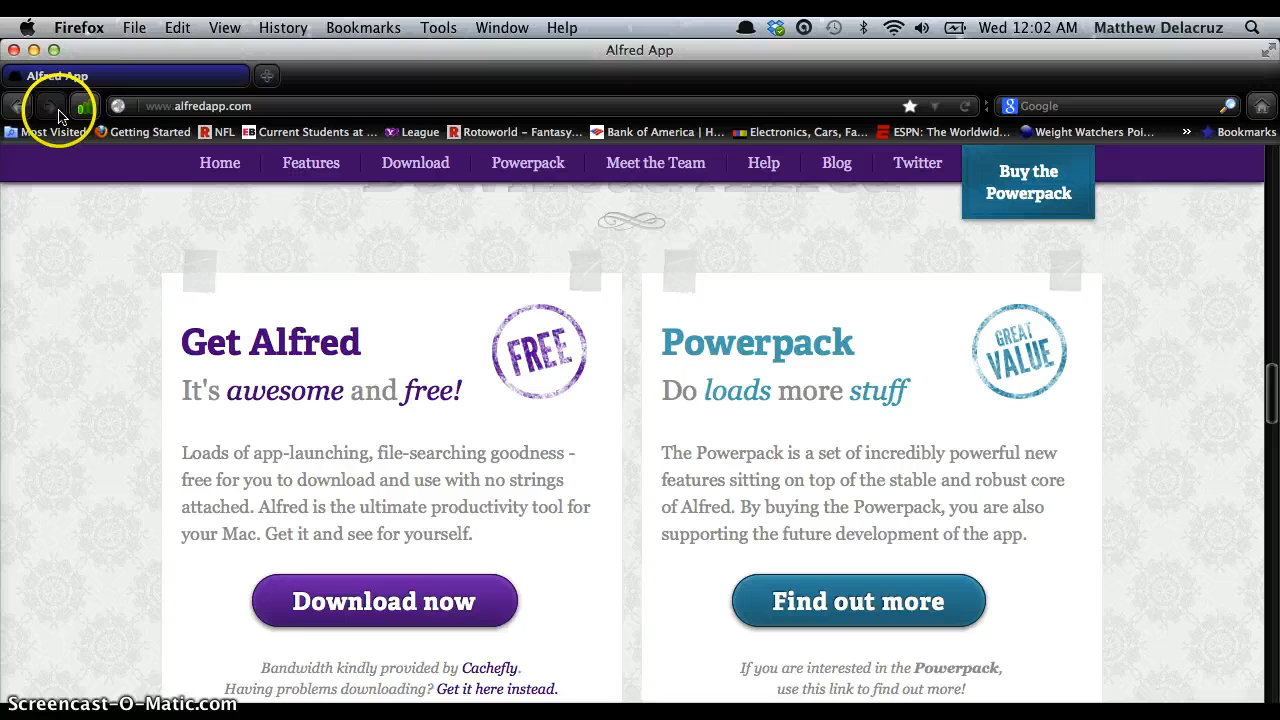 Firefox File Edit View History Bookmarks Tools Window Help Wed 12:02 AM Matthew Delacruz
Alfred App
Alfred App
www.alfredapp.com Google
Most Visited Getting Started NFL Current Students at ... League Rotoworld - Fantasy... Bank of America | H... Electronics, Cars, Fa... ESPN: The Worldwid... Weight Watchers Poi... » Bookmarks
Home Features Download Powerpack Meet the Team Help Blog Twitter
Buy the
Powerpack
Download Alfred
Get Alfred
FREE
It's awesome and free!
Loads of app-launching, file-searching goodness -
free for you to download and use with no strings
attached. Alfred is the ultimate productivity tool for
your Mac. Get it and see for yourself.
Download now
Bandwidth kindly provided by Cachefly.
Having problems downloading? Get it here instead.
Powerpack
GREAT
VALUE
Do loads more stuff
The Powerpack is a set of incredibly powerful new
features sitting on top of the stable and robust core
of Alfred. By buying the Powerpack, you are also
supporting the future development of the app.
Find out more
If you are interested in the Powerpack,
use this link to find out more!
Screencast-O-Matic.com